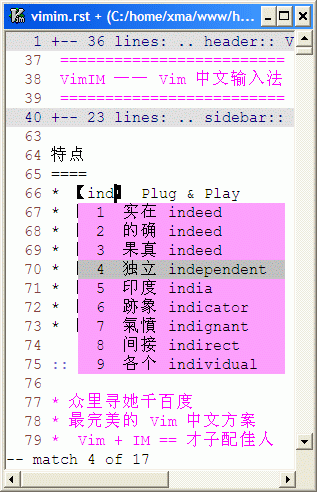 vimim.rst + (C:/home/xma/www/h...
1 +-- 36 lines: .. header:: V
37 =========================
38 VimIM —— Vim 中文输入法
39 =========================
40 +-- 23 lines: .. sidebar::
63
64 特点
65 ====
66 * 【ind】 Plug & Play
67 * 1 实在 indeed
68 * 2 的确 indeed
69 * 3 果真 indeed
70 * 4 独立 independent
71 * 5 印度 india
72 * 6 跡象 indicator
73 * 7 氣憤 indignant
74 8 间接 indirect
75 :: 9 各个 individual
76
77 * 众里寻她千百度
78 * 最完美的 Vim 中文方案
79 * Vim + IM == 才子配佳人
-- match 4 of 17